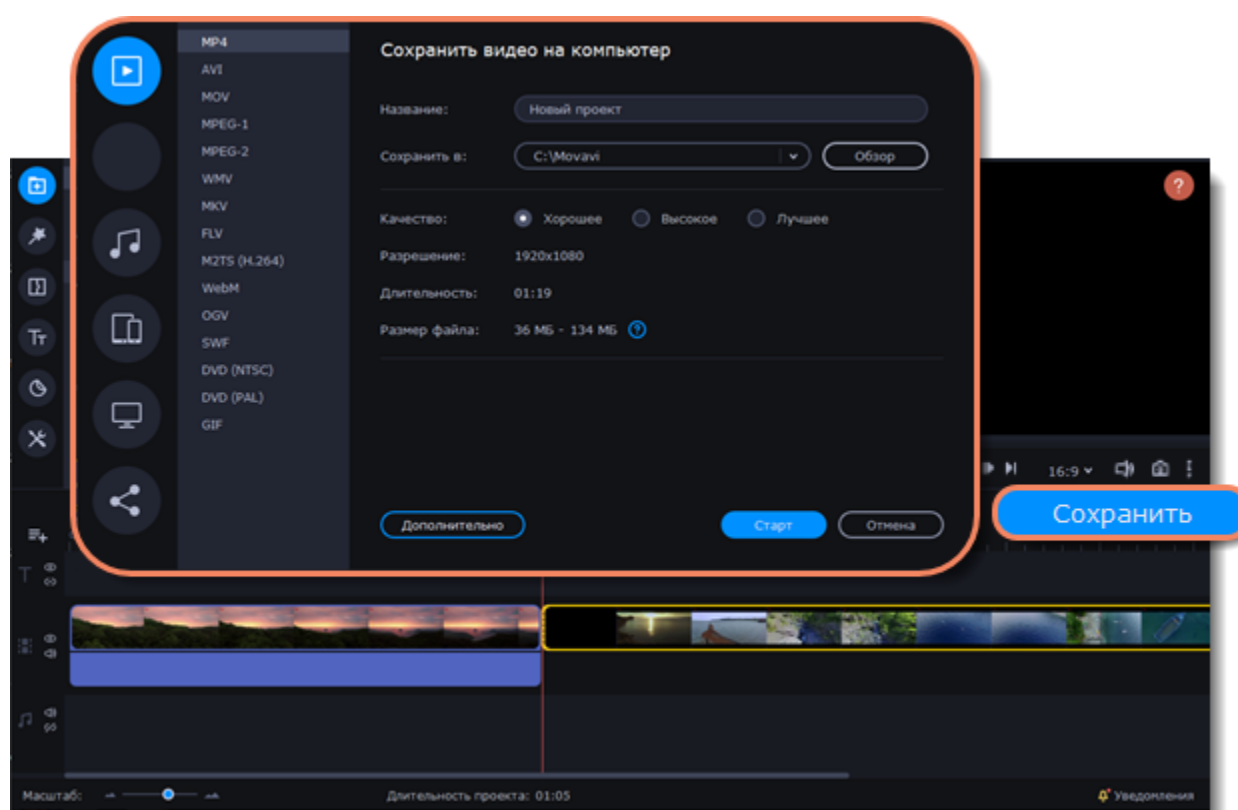 MP4
AVI
MOV
MPEG-1
MPEG-2
WMV
MKV
FLV
M2TS (H.264)
WebM
OGV
SWF
DVD (NTSC)
DVD (PAL)
GIF
Сохранить видео на компьютер
Название: Новый проект
Сохранить в: C:\Movavi Обзор
Качество: Хорошее Высокое Лучшее
Разрешение: 1920x1080
Длительность: 01:19
Размер файла: 36 МБ - 134 МБ ?
Дополнительно Старт Отмена
?
Tт
16:9
Сохранить
T
Масштаб: Длительность проекта: 01:05 Уведомления